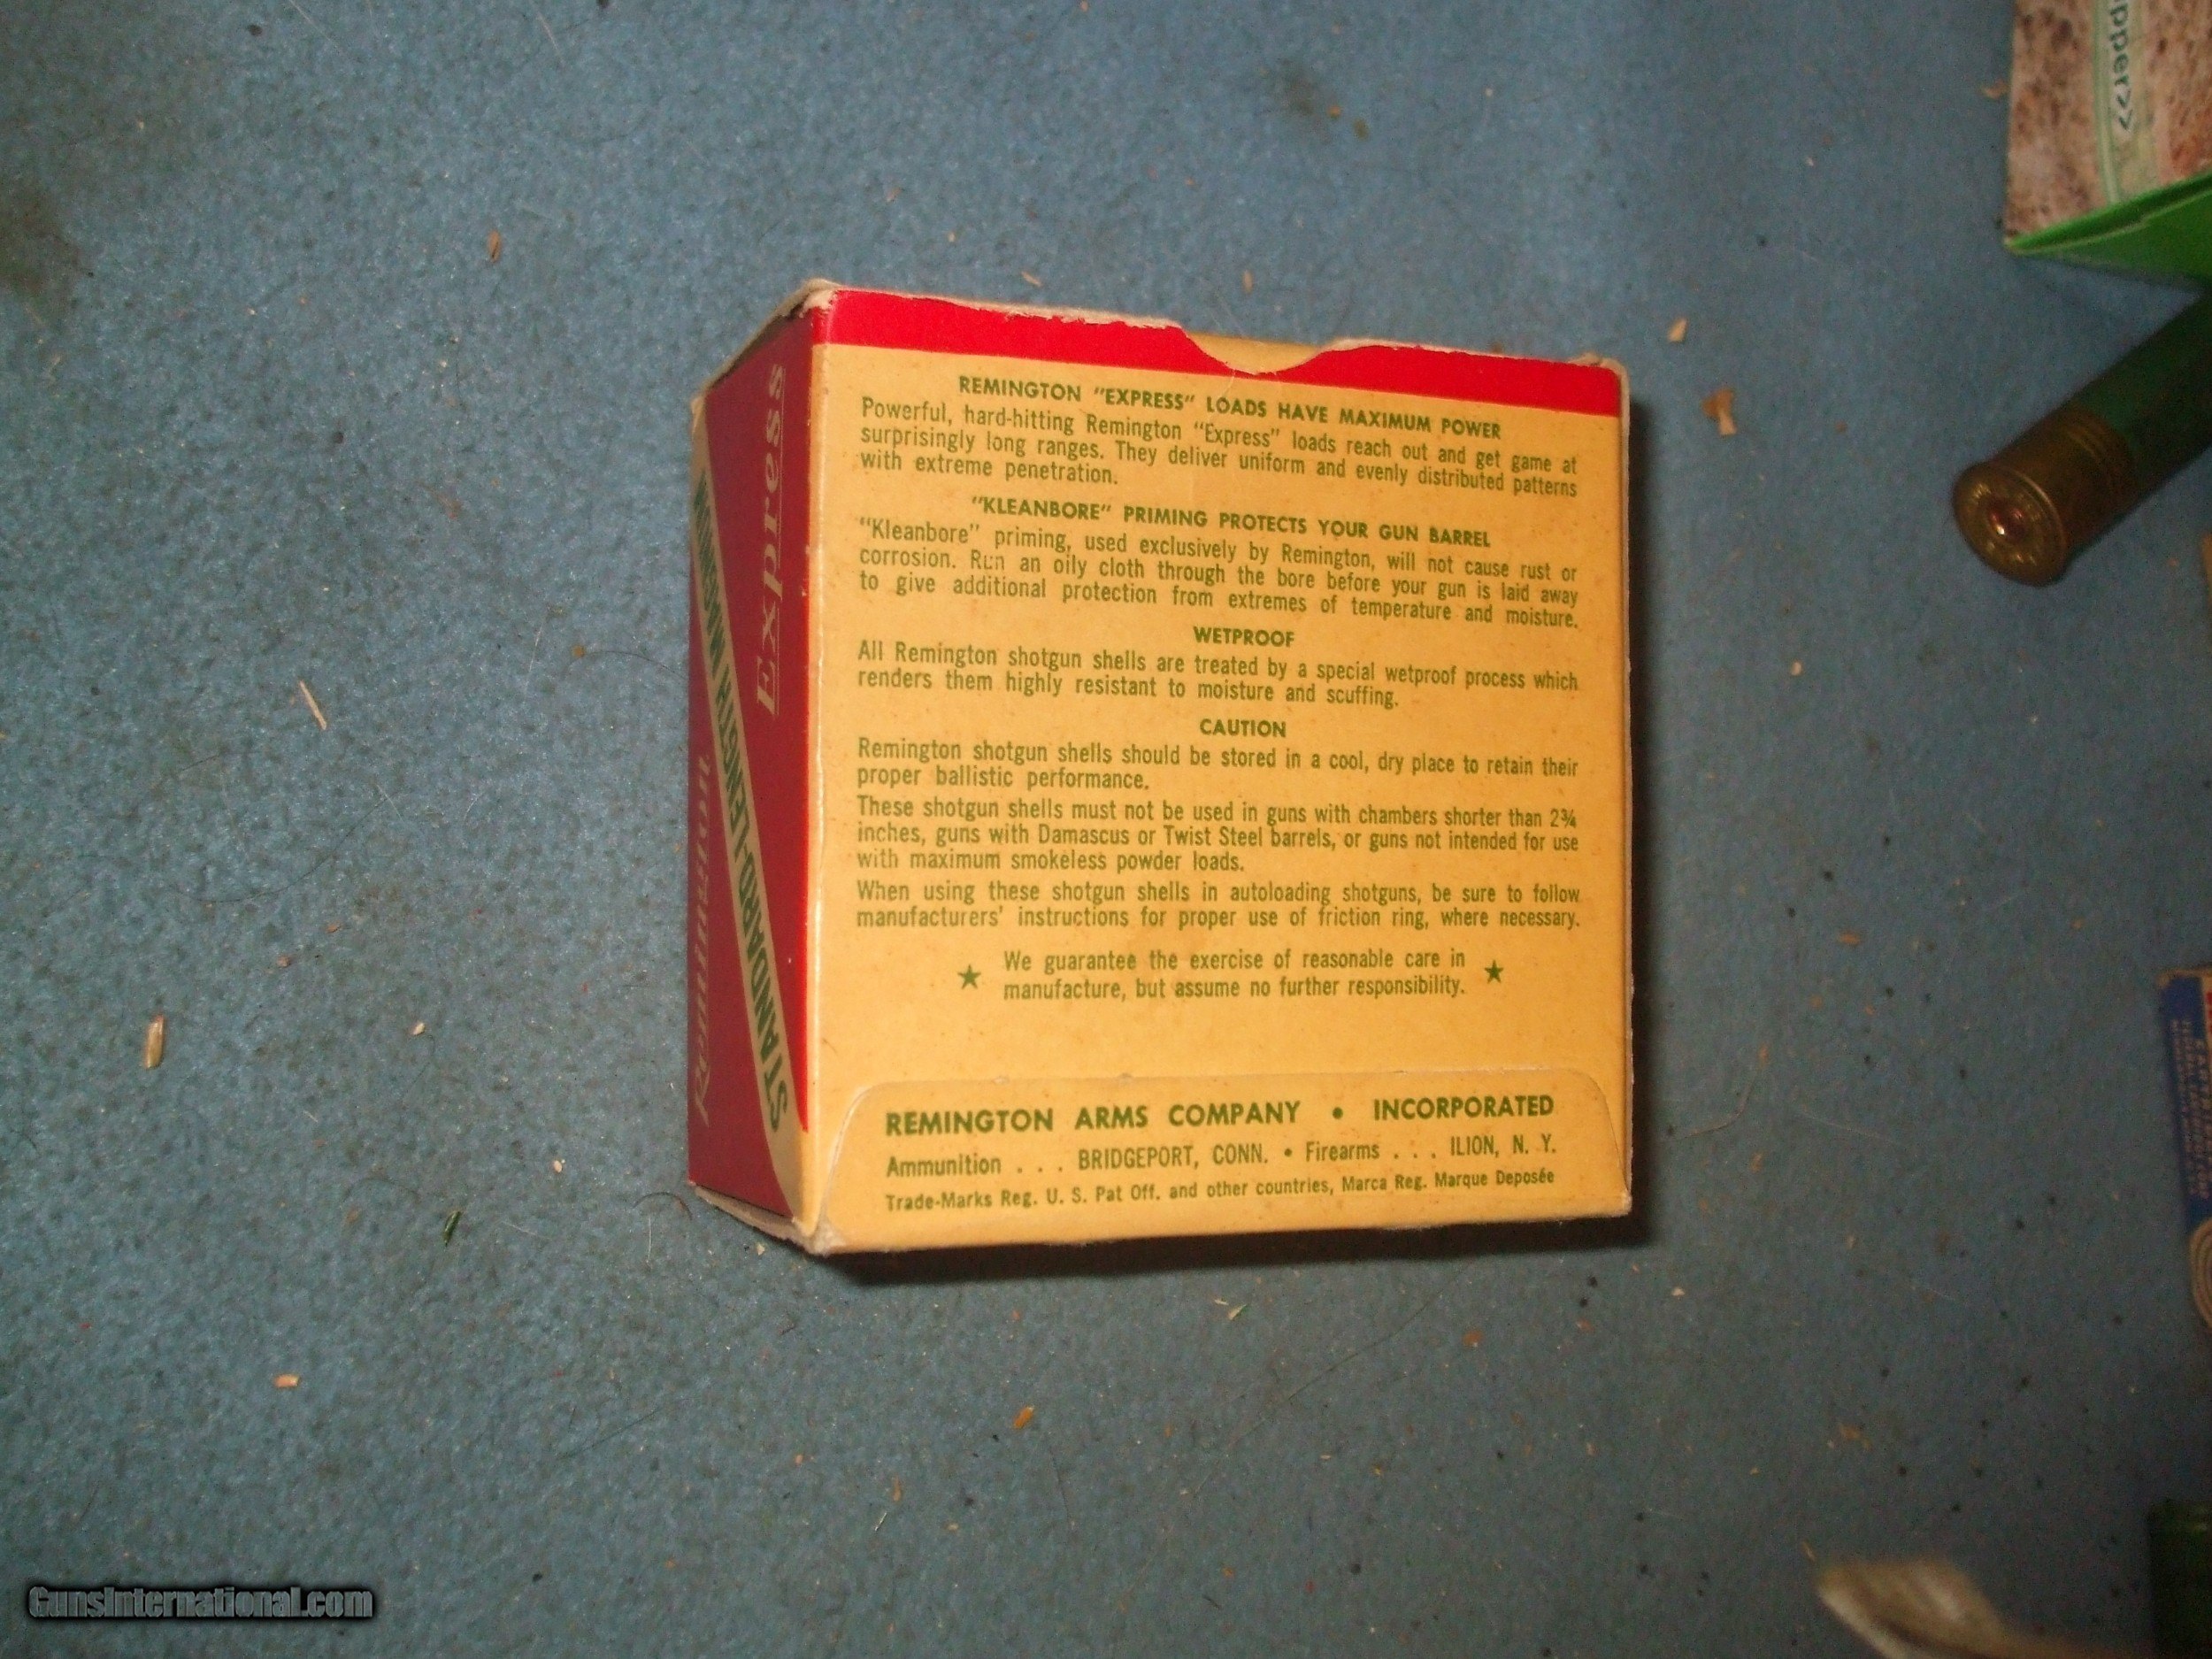 REMINGTON "EXPRESS" LOADS HAVE MAXIMUM POWER
Powerful, hard-hitting Remington "Express" loads reach out and get game at
surprisingly long ranges. They deliver uniform and evenly distributed patterns
with extreme penetration.
"KLEANBORE" PRIMING PROTECTS YOUR GUN BARREL
"Kleanbore" priming, used exclusively by Remington, will not cause rust or
corrosion. Run an oily cloth through the bore before your gun is laid away
to give additional protection from extremes of temperature and moisture.
WETPROOF
All Remington shotgun shells are treated by a special wetproof process which
renders them highly resistant to moisture and scuffing.
CAUTION
Remington shotgun shells should be stored in a cool, dry place to retain their
proper ballistic performance.
These shotgun shells must not be used in guns with chambers shorter than 2¾
inches, guns with Damascus or Twist Steel barrels, or guns not intended for use
with maximum smokeless powder loads.
When using these shotgun shells in autoloading shotguns, be sure to follow
manufacturers' instructions for proper use of friction ring, where necessary.
★ We guarantee the exercise of reasonable care in ★
manufacture, but assume no further responsibility.
REMINGTON ARMS COMPANY • INCORPORATED
Ammunition . . . BRIDGEPORT, CONN. • Firearms . . . ILION, N. Y.
Trade-Marks Reg. U. S. Pat Off. and other countries, Marca Reg. Marque Deposée
Express
STANDARD-LENGTH MAGNUM
Remington
pper>>
GunsInternational.com